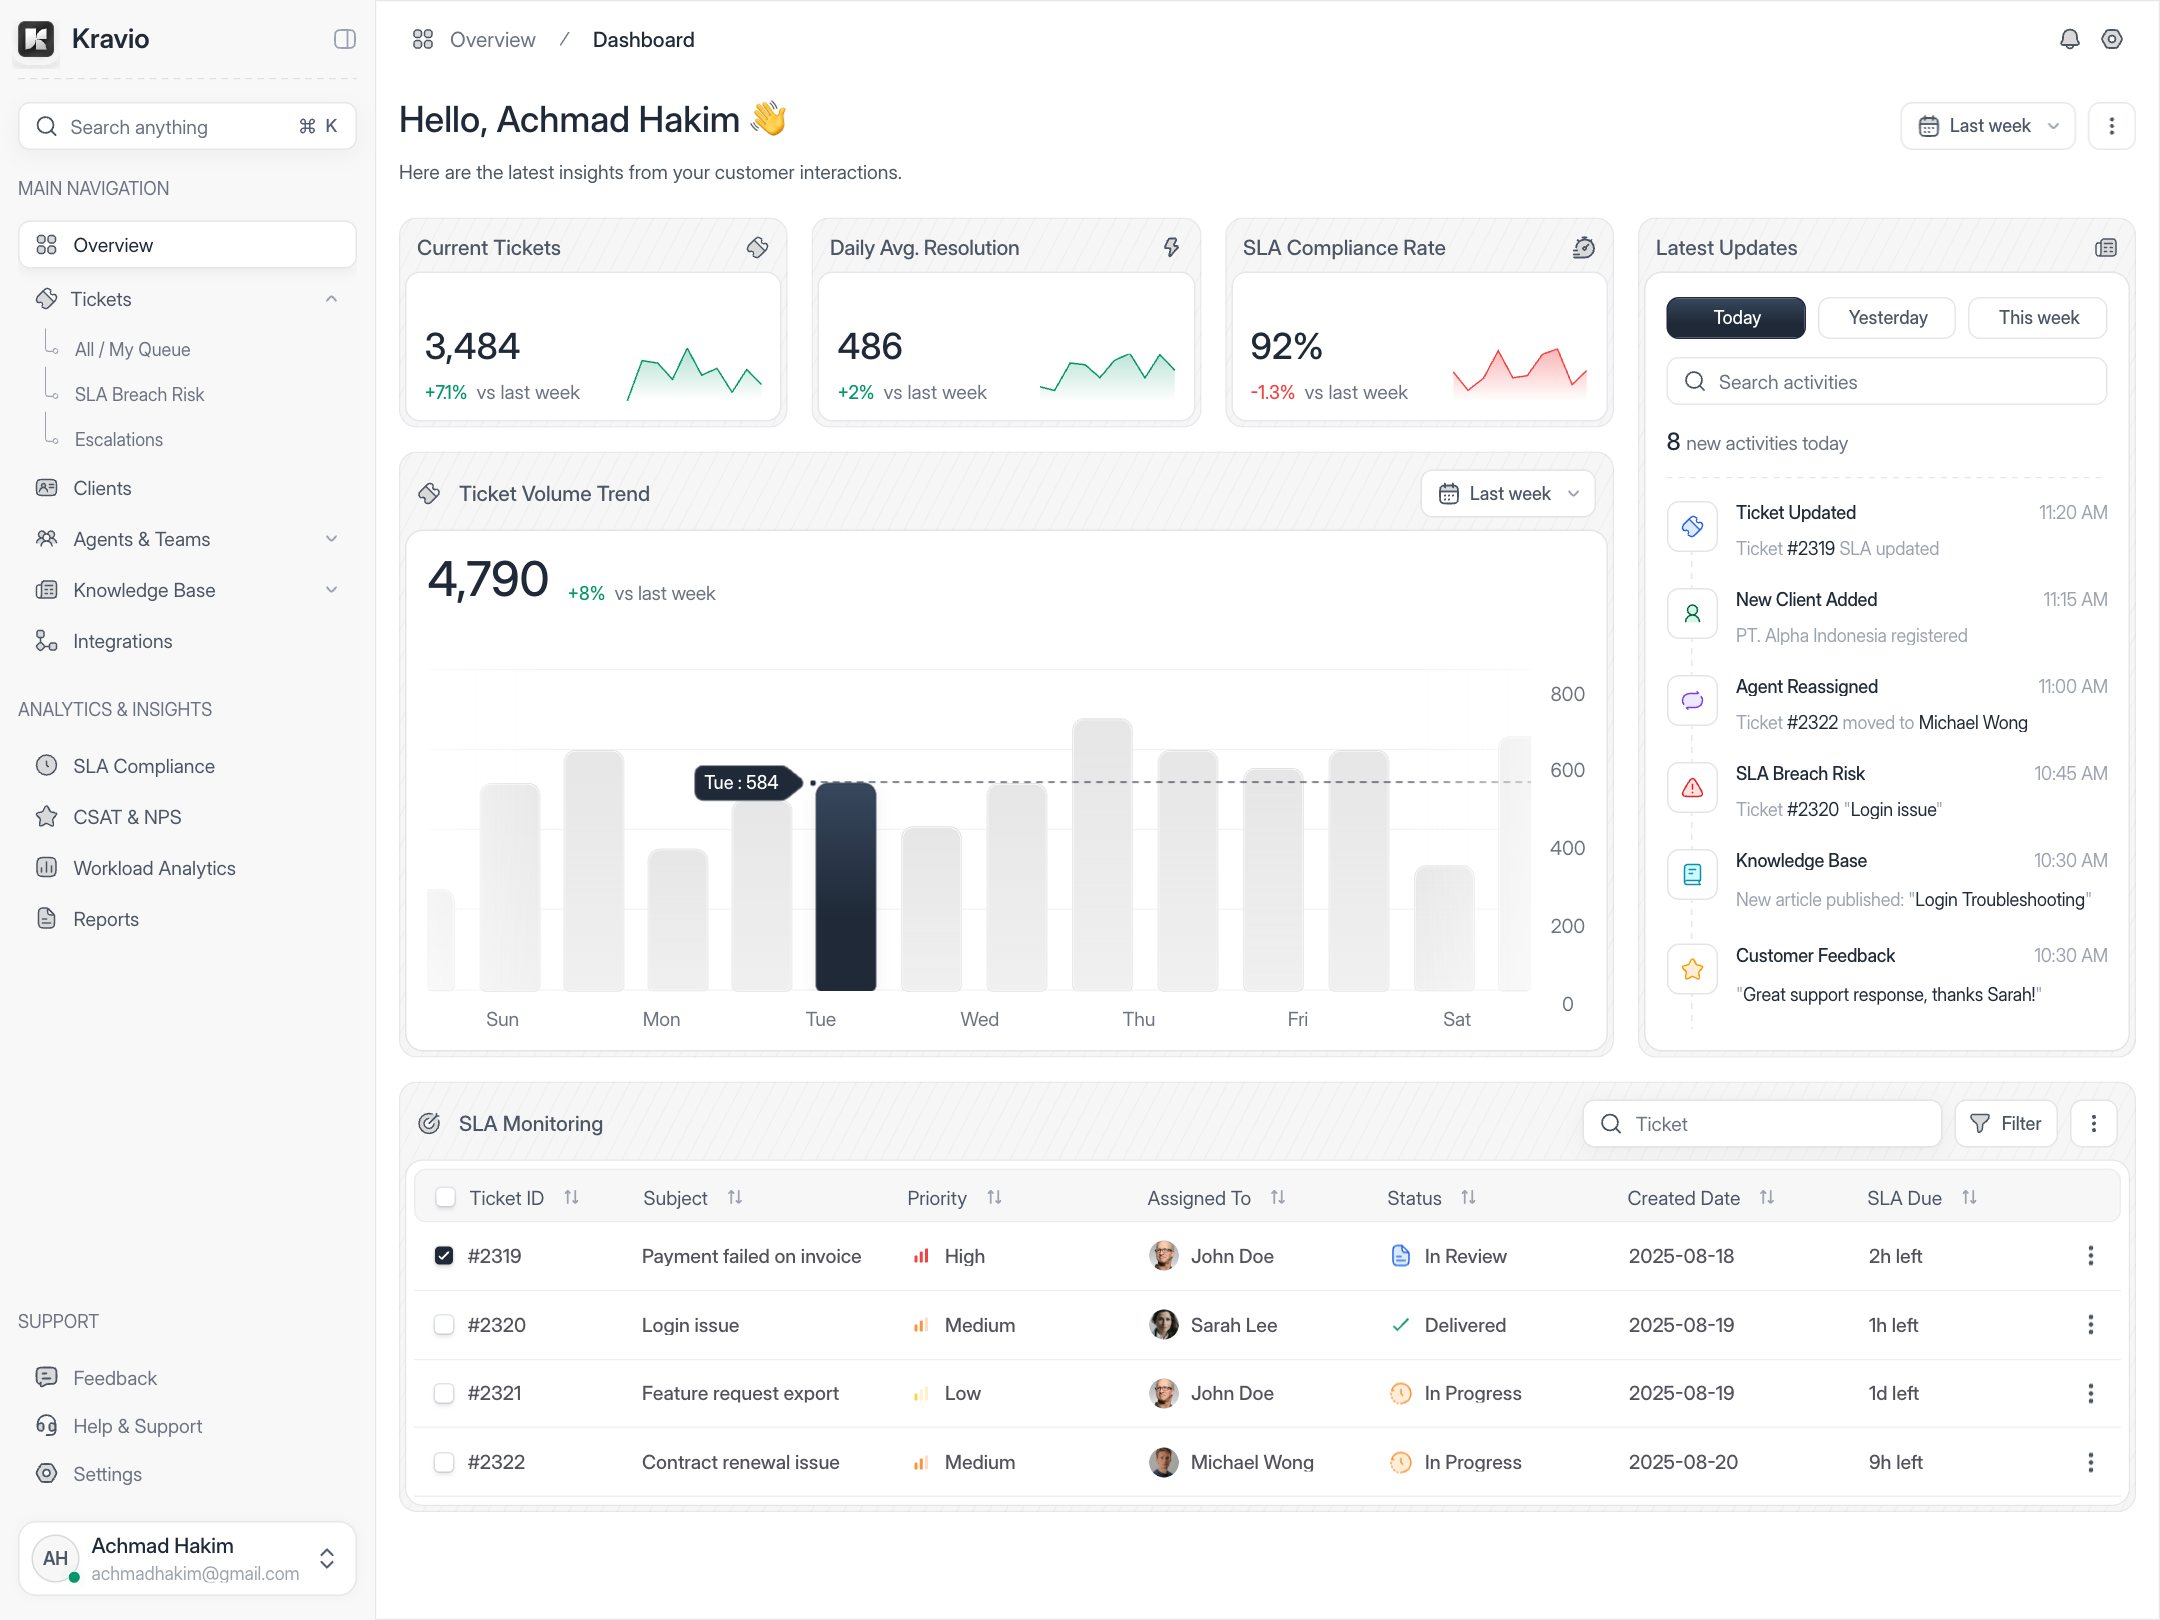 Kravio
Search anything ⌘ K
MAIN NAVIGATION
Overview
Tickets
All / My Queue
SLA Breach Risk
Escalations
Clients
Agents & Teams
Knowledge Base
Integrations
ANALYTICS & INSIGHTS
SLA Compliance
CSAT & NPS
Workload Analytics
Reports
SUPPORT
Feedback
Help & Support
Settings
AH
Achmad Hakim
achmadhakim@gmail.com
Overview / Dashboard
Hello, Achmad Hakim 👋
Here are the latest insights from your customer interactions.
Last week
Current Tickets
3,484
+7.1% vs last week
Daily Avg. Resolution
486
+2% vs last week
SLA Compliance Rate
92%
-1.3% vs last week
Ticket Volume Trend
Last week
4,790 +8% vs last week
800
600
400
200
0
Tue : 584
Sun Mon Tue Wed Thu Fri Sat
Latest Updates
Today Yesterday This week
Search activities
8 new activities today
Ticket Updated 11:20 AM
Ticket #2319 SLA updated
New Client Added 11:15 AM
PT. Alpha Indonesia registered
Agent Reassigned 11:00 AM
Ticket #2322 moved to Michael Wong
SLA Breach Risk 10:45 AM
Ticket #2320 "Login issue"
Knowledge Base 10:30 AM
New article published: "Login Troubleshooting"
Customer Feedback 10:30 AM
"Great support response, thanks Sarah!"
SLA Monitoring
Ticket
Filter
Ticket ID Subject Priority Assigned To Status Created Date SLA Due
#2319 Payment failed on invoice High John Doe In Review 2025-08-18 2h left
#2320 Login issue Medium Sarah Lee Delivered 2025-08-19 1h left
#2321 Feature request export Low John Doe In Progress 2025-08-19 1d left
#2322 Contract renewal issue Medium Michael Wong In Progress 2025-08-20 9h left